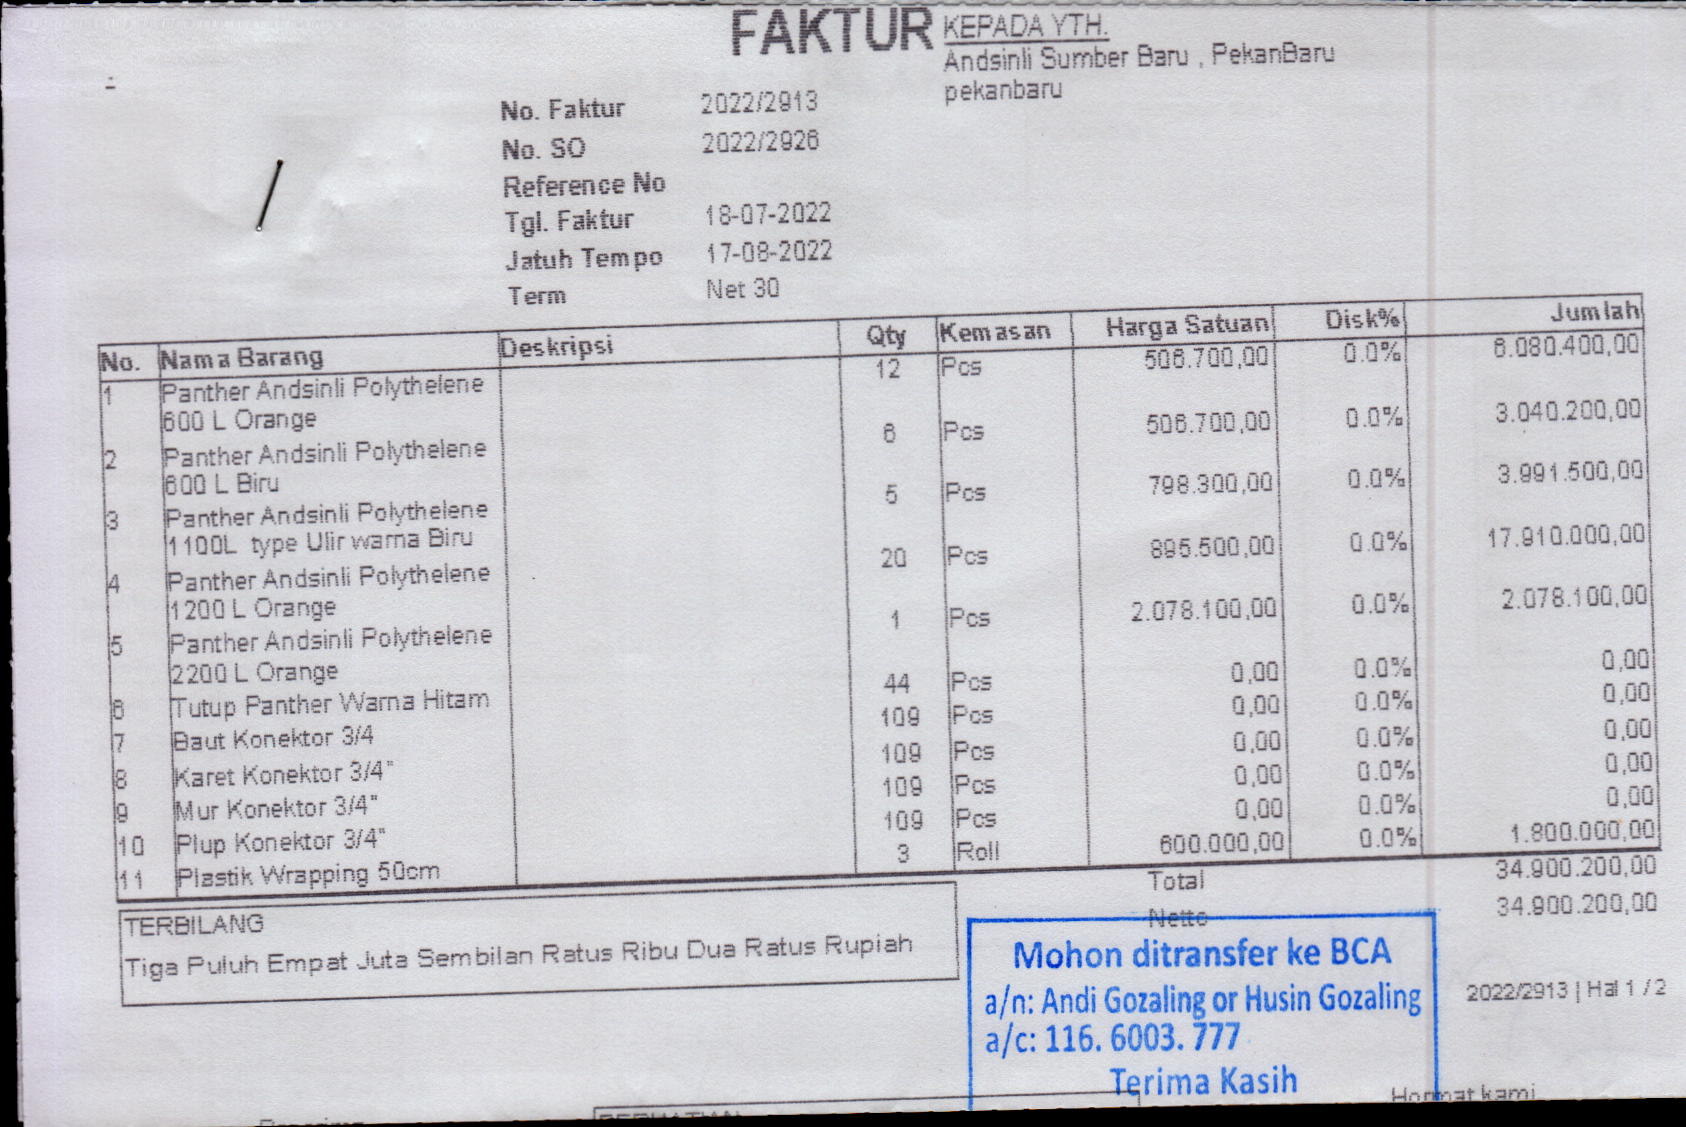 FAKTUR
KEPADA YTH.
Andsinli Sumber Baru , PekanBaru
pekanbaru
No. Faktur 2022/2913
No. SO 2022/2926
Reference No
Tgl. Faktur 18-07-2022
Jatuh Tempo 17-08-2022
Term Net 30
No. Nama Barang Deskripsi Qty Kemasan Harga Satuan Disk% Jumlah
1 Panther Andsinli Polythelene 12 Pcs 506.700,00 0.0% 6.080.400,00
600 L Orange
2 Panther Andsinli Polythelene 6 Pcs 506.700,00 0.0% 3.040.200,00
600 L Biru
3 Panther Andsinli Polythelene 5 Pcs 798.300,00 0.0% 3.991.500,00
1100L type Ulir warna Biru
4 Panther Andsinli Polythelene 20 Pcs 895.500,00 0.0% 17.910.000,00
1200 L Orange
5 Panther Andsinli Polythelene 1 Pcs 2.078.100,00 0.0% 2.078.100,00
2200 L Orange
6 Tutup Panther Warna Hitam 44 Pcs 0,00 0.0% 0,00
7 Baut Konektor 3/4 109 Pcs 0,00 0.0% 0,00
8 Karet Konektor 3/4" 109 Pcs 0,00 0.0% 0,00
9 Mur Konektor 3/4" 109 Pcs 0,00 0.0% 0,00
10 Plup Konektor 3/4" 109 Pcs 0,00 0.0% 0,00
11 Plastik Wrapping 50cm 3 Roll 600.000,00 0.0% 1.800.000,00
Total 34.900.200,00
Netto 34.900.200,00
TERBILANG
Tiga Puluh Empat Juta Sembilan Ratus Ribu Dua Ratus Rupiah
Mohon ditransfer ke BCA
a/n: Andi Gozaling or Husin Gozaling
a/c: 116. 6003. 777
Terima Kasih
2022/2913 | Hal 1 / 2
PERHATIAN
Hormat kami